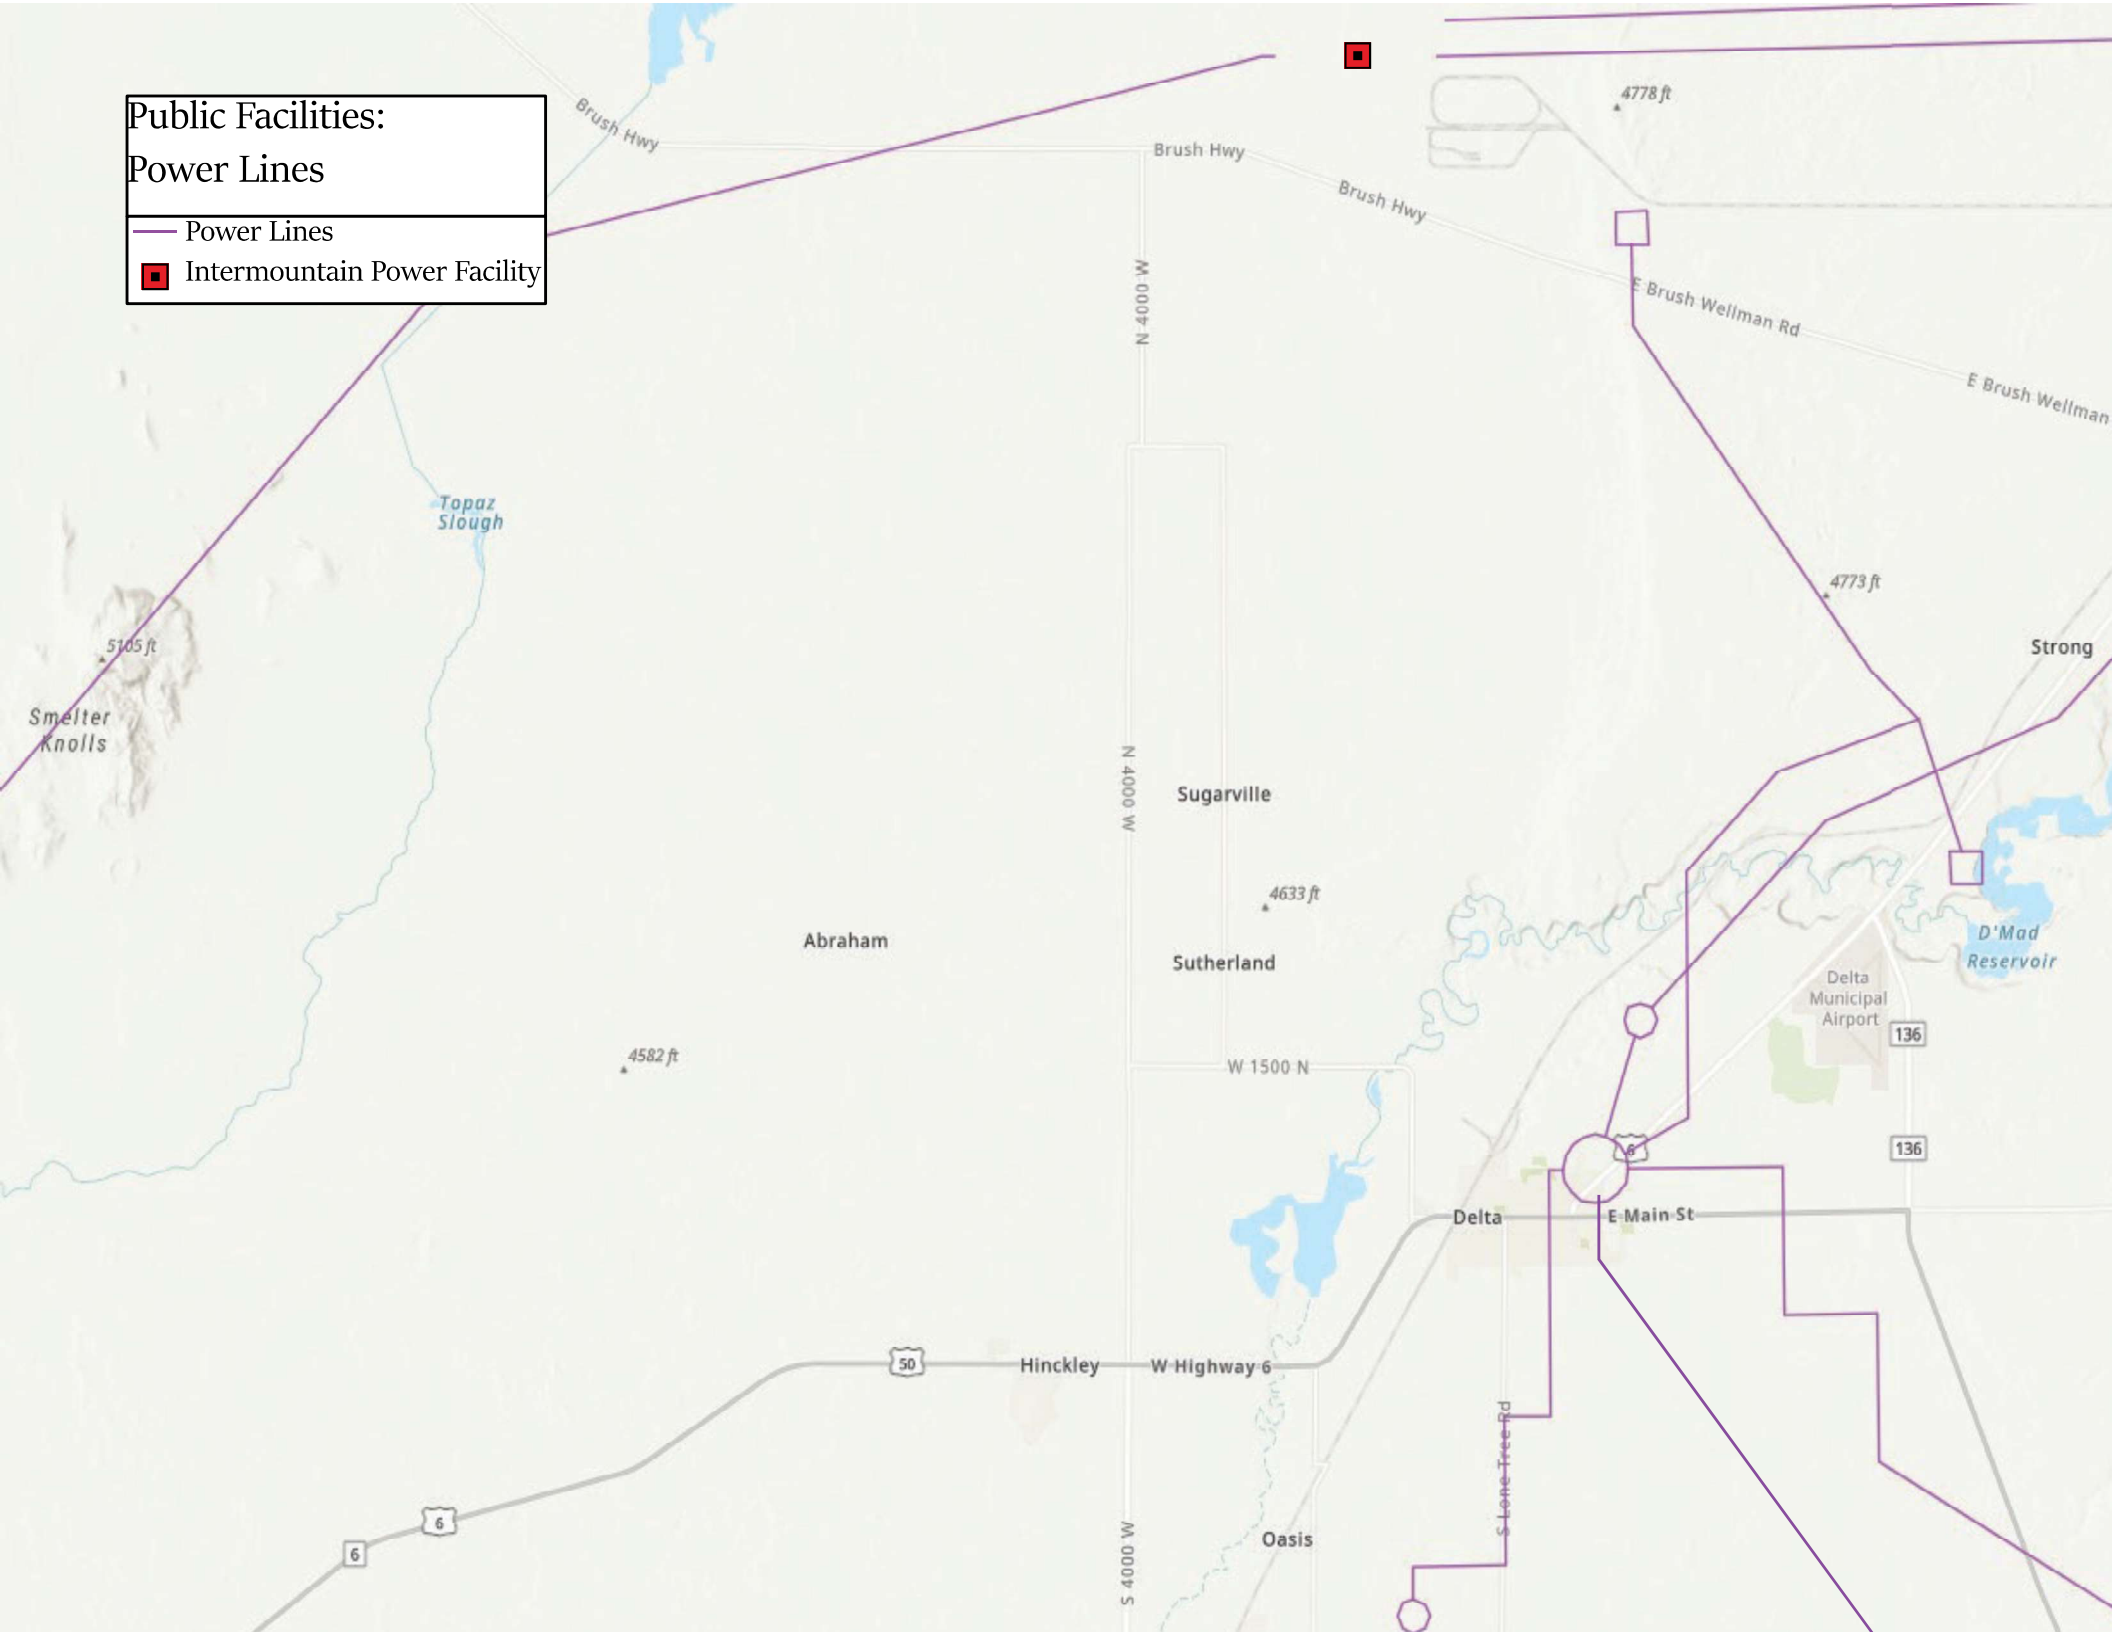 4778 ft
Public Facilities:
Power Lines
Brush Hwy
Brush Hwy
Brush Hwy
Power Lines
Intermountain Power Facility
N 4000 W
E Brush Wellman Rd
E Brush Wellman
Topaz
Slough
4773 ft
5105 ft
Strong
Smelter
Knolls
N 4000 W
Sugarville
4633 ft
Abraham
Sutherland
D'Mad
Reservoir
Delta
Municipal
Airport
136
4582 ft
W 1500 N
6
136
Delta
E Main St
50
Hinckley
W Highway 6
S Lone Tree Rd
6
6
Oasis
S 4000 W